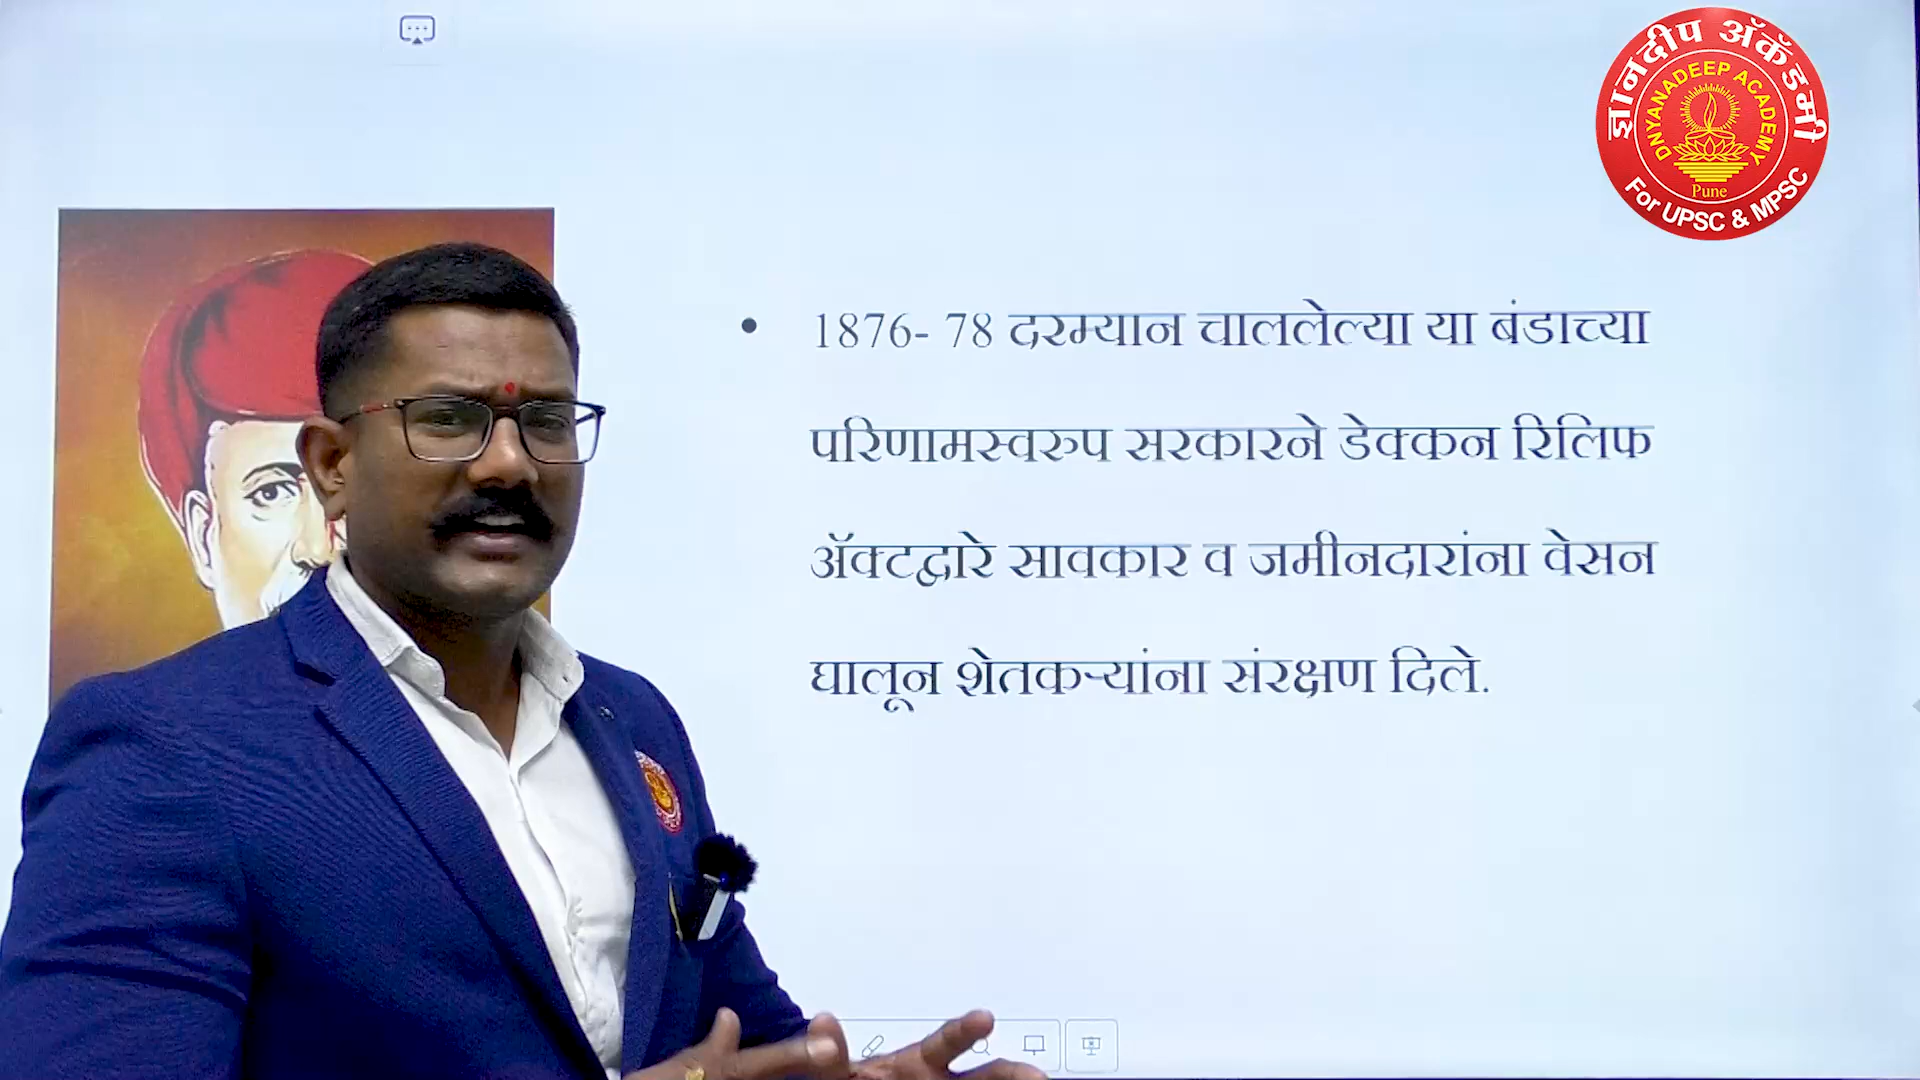 ज्ञानदीप अ‍ॅकॅडमी
DNYANADEEP ACADEMY
Pune
For UPSC & MPSC
• 1876- 78 दरम्यान चाललेल्या या बंडाच्या
परिणामस्वरुप सरकारने डेक्कन रिलिफ
ॲक्टद्वारे सावकार व जमीनदारांना वेसन
घालून शेतकऱ्यांना संरक्षण दिले.